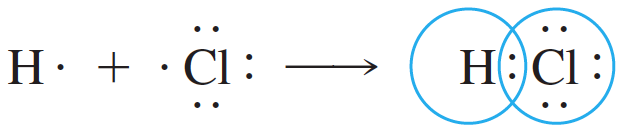 H· + ·Cl: ⟶ H:Cl: